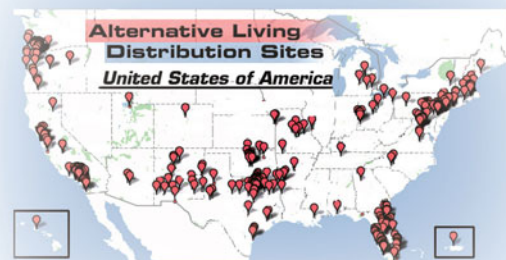 Alternative Living
Distribution Sites
United States of America